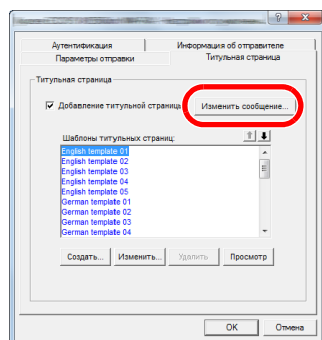 Аутентификация
Информация об отправителе
Параметры отправки
Титульная страница
Титульная страница
Добавление титульной страниц
Изменить сообщение...
Шаблоны титульных страниц:
English template 01
English template 02
English template 03
English template 04
English template 05
German template 01
German template 02
German template 03
German template 04
Создать...
Изменить...
Удалить
Просмотр
OK
Отмена